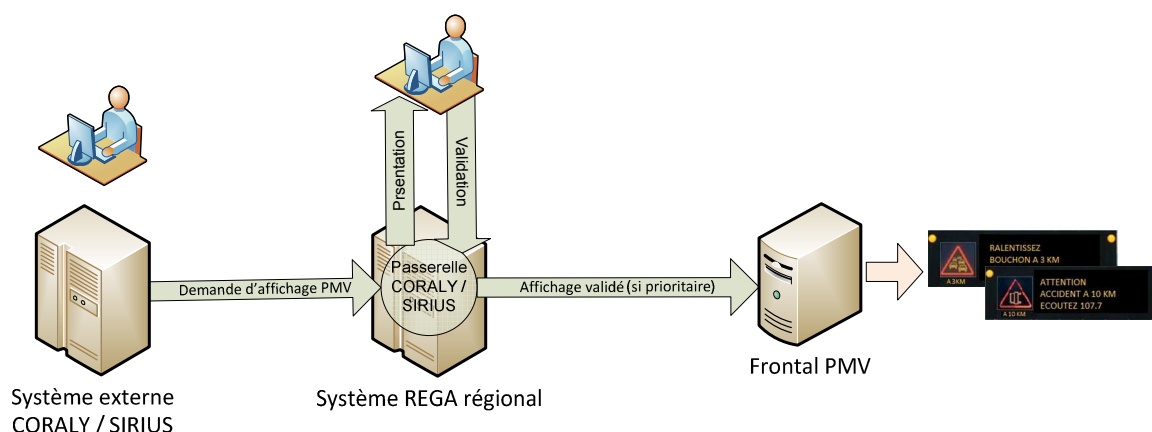 Prsentation
Validation
Passerelle
CORALY /
SIRIUS
Demande d'affichage PMV
Affichage validé (si prioritaire)
RALENTISSEZ
BOUCHON A 3 KM
A 3KM
ATTENTION
ACCIDENT A 10 KM
ECOUTEZ 107.7
A 10 KM
Système externe
CORALY / SIRIUS
Système REGA régional
Frontal PMV